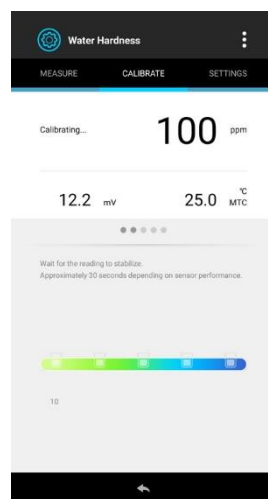 Water Hardness
MEASURE CALIBRATE SETTINGS
Calibrating... 100 ppm
12.2 mV 25.0 °C MTC
Wait for the reading to stabilize.
Approximately 30 seconds depending on sensor performance.
10